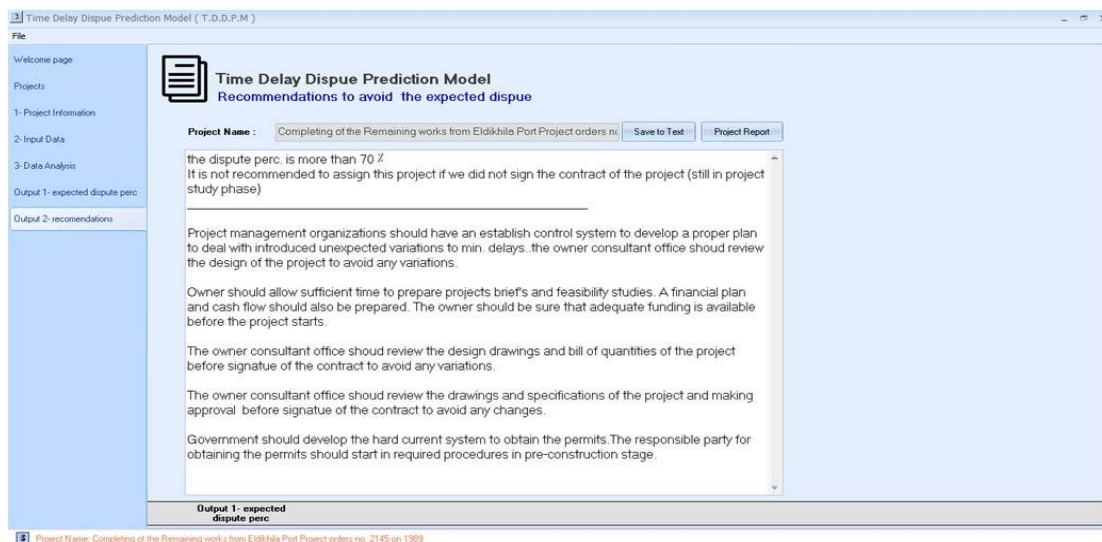 Time Delay Dispue Prediction Model ( T.D.D.P.M )
File
Welcome page
Projects
1- Project Information
2- Input Data
3- Data Analysis
Output 1- expected dispute perc
Output 2- recomendations
Time Delay Dispue Prediction Model
Recommendations to avoid the expected dispue
Project Name : Completing of the Remaining works from Eldikhila Port Project orders Save to Text Project Report
the dispute perc. is more than 70 %
It is not recommended to assign this project if we did not sign the contract of the project (still in project
study phase)
Project management organizations should have an establish control system to develop a proper plan
to deal with introduced unexpected variations to min. delays..the owner consultant office shoud review
the design of the project to avoid any variations.
Owner should allow sufficient time to prepare projects brief's and feasibility studies. A financial plan
and cash flow should also be prepared. The owner should be sure that adequate funding is available
before the project starts.
The owner consultant office shoud review the design drawings and bill of quantities of the project
before signatue of the contract to avoid any variations.
The owner consultant office shoud review the drawings and specifications of the project and making
approval before signatue of the contract to avoid any changes.
Government should develop the hard current system to obtain the permits.The responsible party for
obtaining the permits should start in required procedures in pre-construction stage.
Output 1- expected
dispute perc
Project Name: Completing of the Remaining works from Eldikhila Port Project orders no. 2145 on 1989